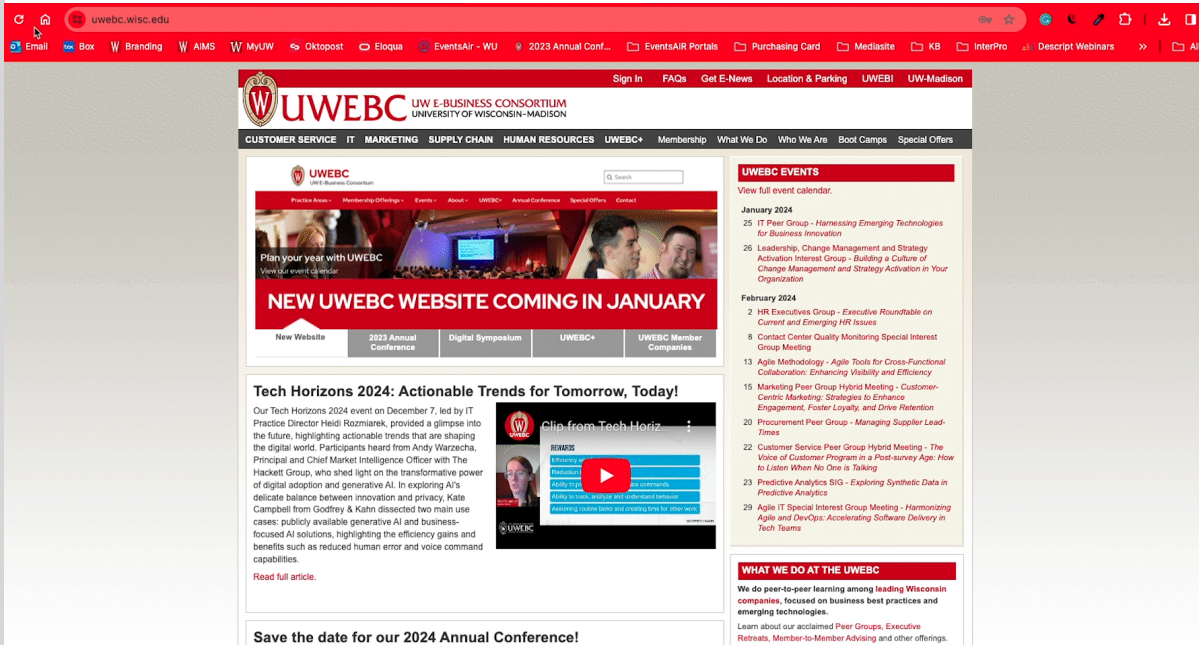 uwebc.wisc.edu
Email Box Branding AIMS MyUW Oktopost Eloqua EventsAir - WU 2023 Annual Conf... EventsAIR Portals Purchasing Card Mediasite KB InterPro Descript Webinars » Al
Sign In FAQs Get E-News Location & Parking UWEBI UW-Madison
W UWEBC UW E-BUSINESS CONSORTIUM
UNIVERSITY OF WISCONSIN–MADISON
CUSTOMER SERVICE IT MARKETING SUPPLY CHAIN HUMAN RESOURCES UWEBC+ Membership What We Do Who We Are Boot Camps Special Offers
UWEBC
UW E-Business Consortium
Search
Practice Areas Membership Offerings Events About UWEBC+ Annual Conference Special Offers Contact
Plan your year with UWEBC
View our event calendar
NEW UWEBC WEBSITE COMING IN JANUARY
New Website
2023 Annual
Conference
Digital Symposium
UWEBC+
UWEBC Member
Companies
Tech Horizons 2024: Actionable Trends for Tomorrow, Today!
Our Tech Horizons 2024 event on December 7, led by IT
Practice Director Heidi Rozmiarek, provided a glimpse into
the future, highlighting actionable trends that are shaping
the digital world. Participants heard from Andy Warzecha,
Principal and Chief Market Intelligence Officer with The
Hackett Group, who shed light on the transformative power
of digital adoption and generative AI. In exploring AI's
delicate balance between innovation and privacy, Kate
Campbell from Godfrey & Kahn dissected two main use
cases: publicly available generative AI and business-
focused AI solutions, highlighting the efficiency gains and
benefits such as reduced human error and voice command
capabilities.
Read full article.
Clip from Tech Horiz...
REWARDS
Efficiency
Reduction
Ability to commands
Ability to track, analyze and understand behavior
Assuming routine tasks and creating time for other work
UWEBC
Save the date for our 2024 Annual Conference!
UWEBC EVENTS
View full event calendar.
January 2024
25 IT Peer Group - Harnessing Emerging Technologies
for Business Innovation
26 Leadership, Change Management and Strategy
Activation Interest Group - Building a Culture of
Change Management and Strategy Activation in Your
Organization
February 2024
2 HR Executives Group - Executive Roundtable on
Current and Emerging HR Issues
8 Contact Center Quality Monitoring Special Interest
Group Meeting
13 Agile Methodology - Agile Tools for Cross-Functional
Collaboration: Enhancing Visibility and Efficiency
15 Marketing Peer Group Hybrid Meeting - Customer-
Centric Marketing: Strategies to Enhance
Engagement, Foster Loyalty, and Drive Retention
20 Procurement Peer Group - Managing Supplier Lead-
Times
22 Customer Service Peer Group Hybrid Meeting - The
Voice of Customer Program in a Post-survey Age: How
to Listen When No One is Talking
23 Predictive Analytics SIG - Exploring Synthetic Data in
Predictive Analytics
29 Agile IT Special Interest Group Meeting - Harmonizing
Agile and DevOps: Accelerating Software Delivery in
Tech Teams
WHAT WE DO AT THE UWEBC
We do peer-to-peer learning among leading Wisconsin
companies, focused on business best practices and
emerging technologies.
Learn about our acclaimed Peer Groups, Executive
Retreats, Member-to-Member Advising and other offerings.